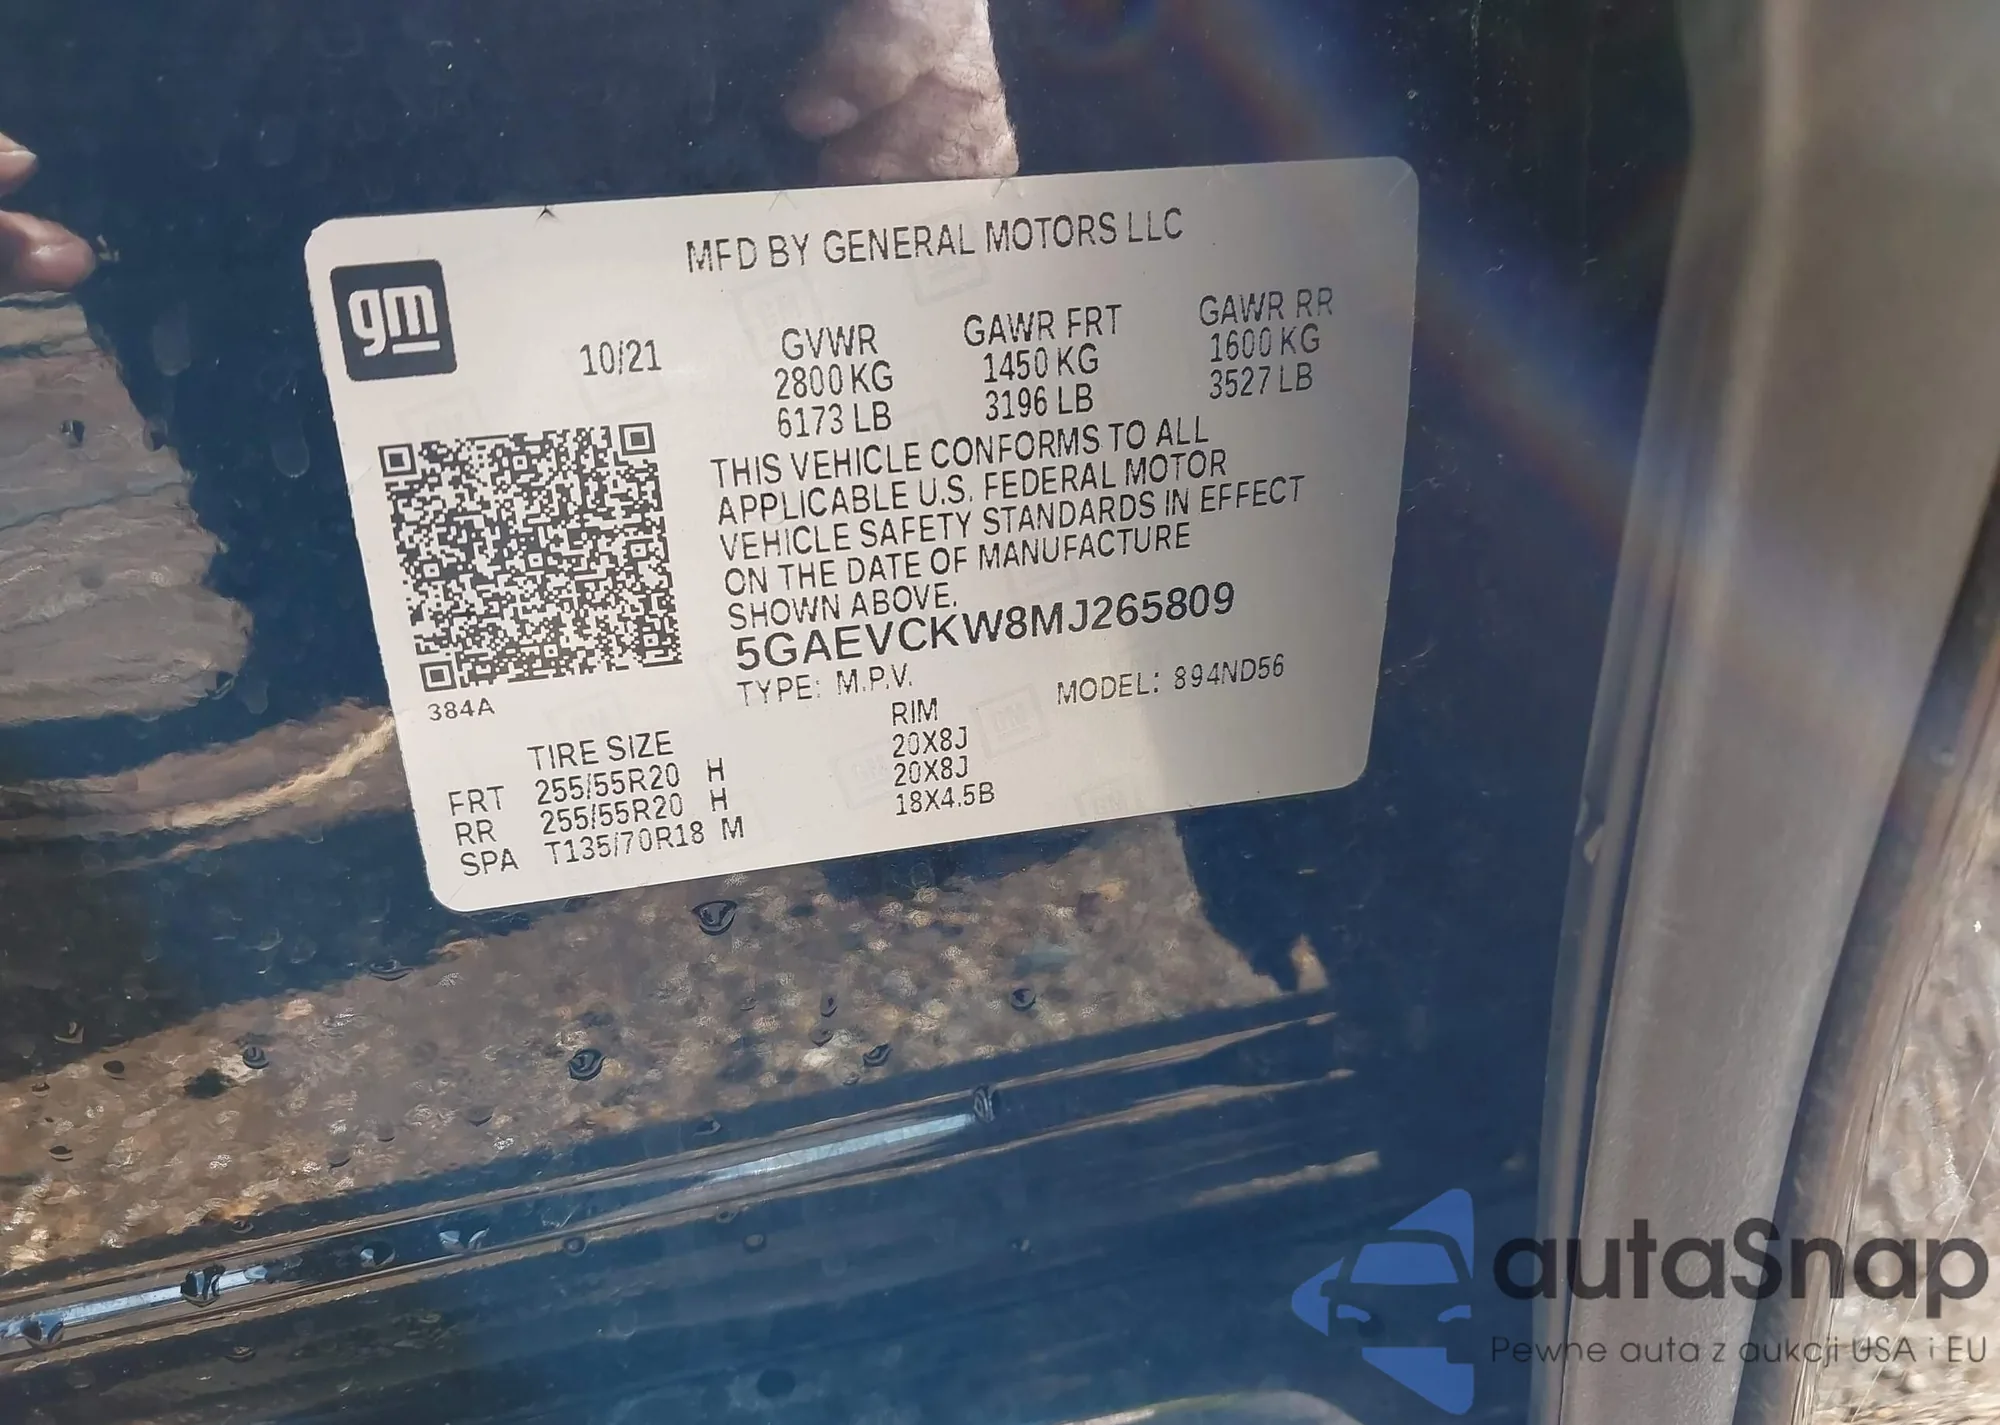 MFD BY GENERAL MOTORS LLC
gm
10/21
GVWR
2800 KG
6173 LB
GAWR FRT
1450 KG
3196 LB
GAWR RR
1600 KG
3527 LB
THIS VEHICLE CONFORMS TO ALL
APPLICABLE U.S. FEDERAL MOTOR
VEHICLE SAFETY STANDARDS IN EFFECT
ON THE DATE OF MANUFACTURE
SHOWN ABOVE.
5GAEVCKW8MJ265809
TYPE: M.P.V.
MODEL: 894ND56
384A
TIRE SIZE RIM
FRT 255/55R20 H 20X8J
RR 255/55R20 H 20X8J
SPA T135/70R18 M 18X4.5B
autaSnap
Pewne auta z aukcji USA i EU